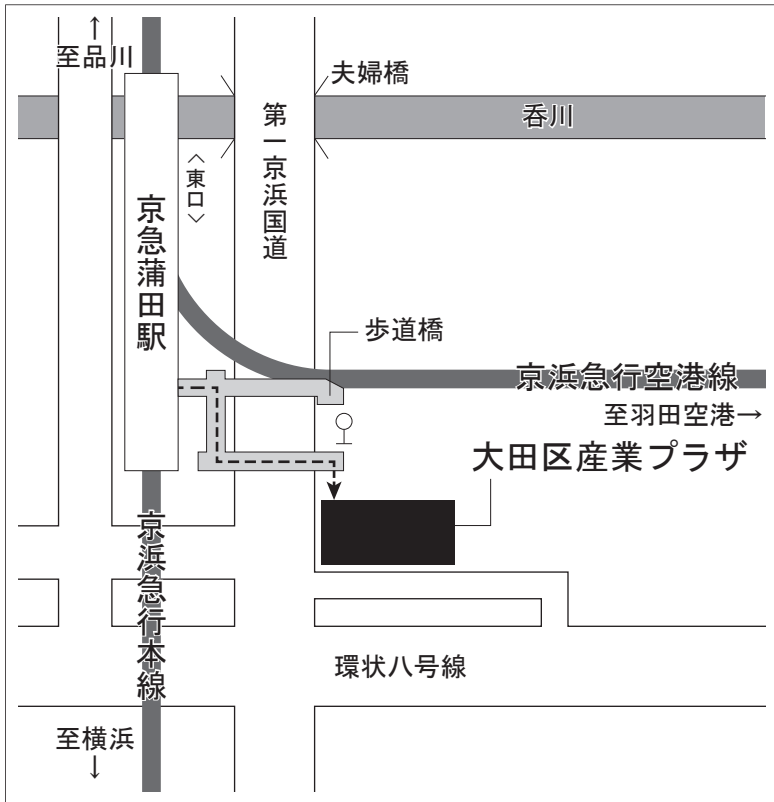 ↑
至品川
夫婦橋
呑川
第一京浜国道
〈東口〉
京急蒲田駅
歩道橋
京浜急行空港線
至羽田空港→
大田区産業プラザ
京浜急行本線
環状八号線
至横浜
↓